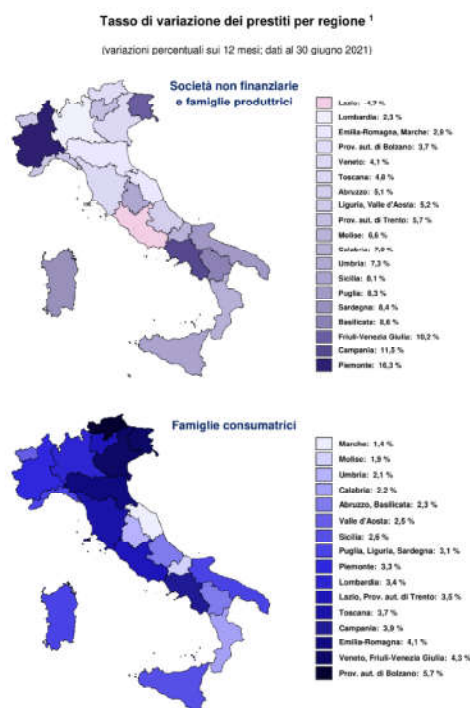 Tasso di variazione dei prestiti per regione ¹
(variazioni percentuali sui 12 mesi; dati al 30 giugno 2021)
Società non finanziarie
e famiglie produttrici
Lazio:
Lombardia: 2,3 %
Emilia-Romagna, Marche: 2,9 %
Prov. aut. di Bolzano: 3,7 %
Veneto: 4,1 %
Toscana: 4,8 %
Abruzzo: 5,1 %
Liguria, Valle d'Aosta: 5,2 %
Prov. aut. di Trento: 5,7 %
Molise: 6,6 %
Calabria:
Umbria: 7,3 %
Sicilia: 8,1 %
Puglia: 8,3 %
Sardegna: 8,4 %
Basilicata: 8,6 %
Friuli-Venezia Giulia: 10,2 %
Campania: 11,5 %
Piemonte: 16,3 %
Famiglie consumatrici
Marche: 1,4 %
Molise: 1,9 %
Umbria: 2,1 %
Calabria: 2,2 %
Abruzzo, Basilicata: 2,3 %
Valle d'Aosta: 2,5 %
Sicilia: 2,6 %
Puglia, Liguria, Sardegna: 3,1 %
Piemonte: 3,3 %
Lombardia: 3,4 %
Lazio, Prov. aut. di Trento: 3,5 %
Toscana: 3,7 %
Campania: 3,9 %
Emilia-Romagna: 4,1 %
Veneto, Friuli-Venezia Giulia: 4,3 %
Prov. aut. di Bolzano: 5,7 %